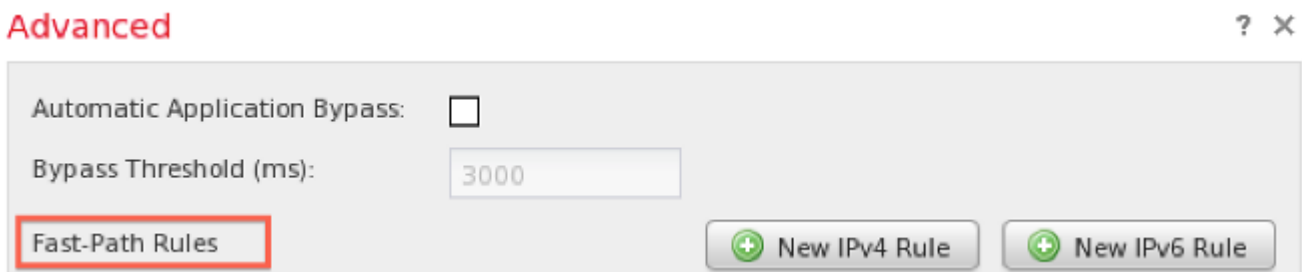 Advanced ? ×
Automatic Application Bypass:
Bypass Threshold (ms): 3000
Fast-Path Rules New IPv4 Rule New IPv6 Rule